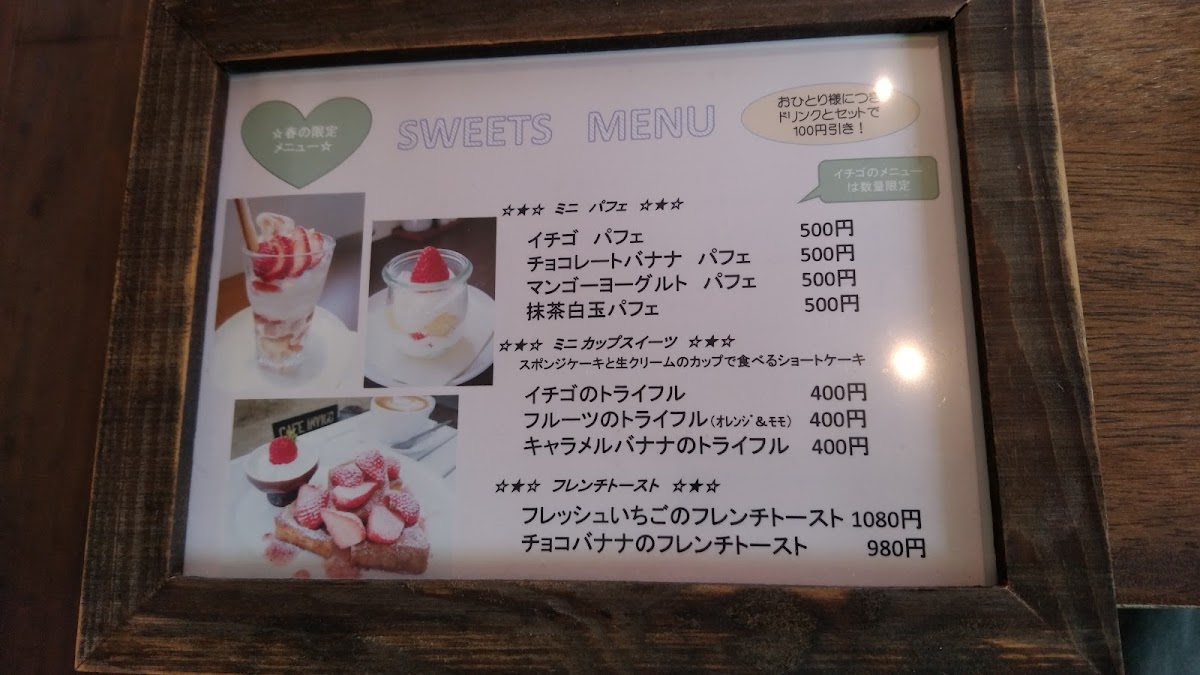 ☆春の限定
メニュー☆
SWEETS MENU
おひとり様につき
ドリンクとセットで
100円引き！
イチゴのメニュー
は数量限定
☆★☆ ミニ パフェ ☆★☆
イチゴ パフェ 500円
チョコレートバナナ パフェ 500円
マンゴーヨーグルト パフェ 500円
抹茶白玉パフェ 500円
☆★☆ ミニカップスイーツ ☆★☆
スポンジケーキと生クリームのカップで食べるショートケーキ
イチゴのトライフル 400円
フルーツのトライフル(ｵﾚﾝｼﾞ&ﾓﾓ) 400円
キャラメルバナナのトライフル 400円
☆★☆ フレンチトースト ☆★☆
フレッシュいちごのフレンチトースト 1080円
チョコバナナのフレンチトースト 980円
CAFE